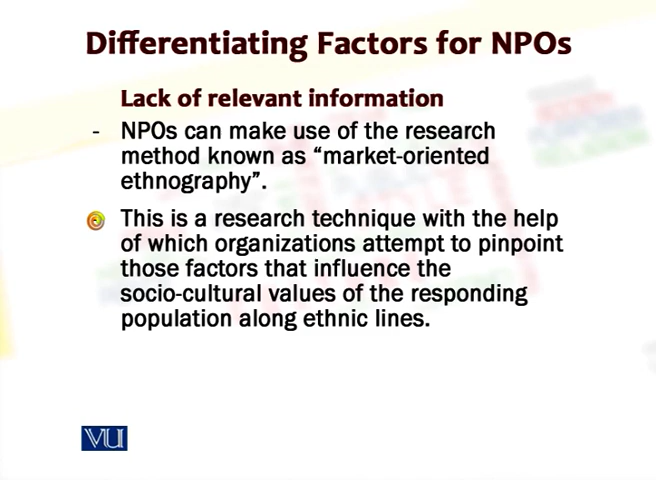 Differentiating Factors for NPOs
Lack of relevant information
- NPOs can make use of the research
method known as “market-oriented
ethnography”.
This is a research technique with the help
of which organizations attempt to pinpoint
those factors that influence the
socio-cultural values of the responding
population along ethnic lines.
VU